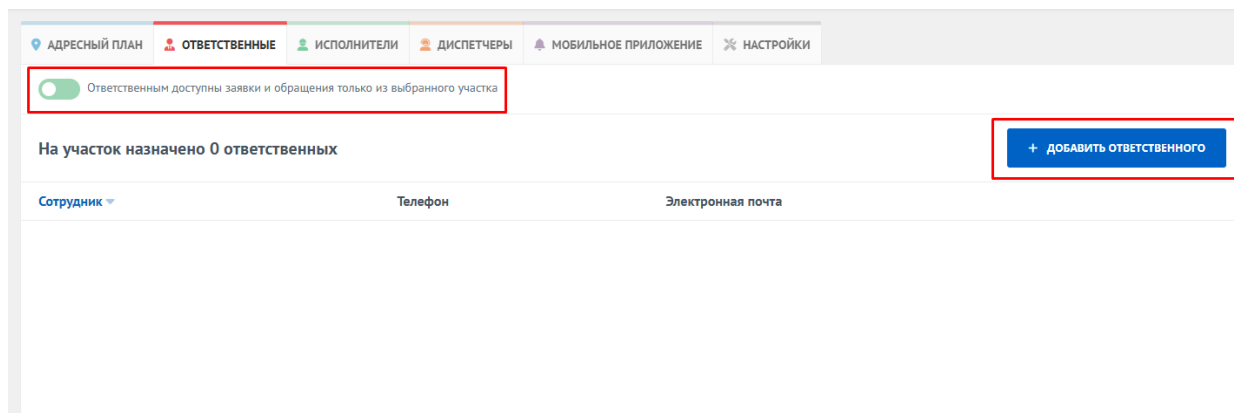 АДРЕСНЫЙ ПЛАН ОТВЕТСТВЕННЫЕ ИСПОЛНИТЕЛИ ДИСПЕТЧЕРЫ МОБИЛЬНОЕ ПРИЛОЖЕНИЕ НАСТРОЙКИ
Ответственным доступны заявки и обращения только из выбранного участка
На участок назначено 0 ответственных + ДОБАВИТЬ ОТВЕТСТВЕННОГО
Сотрудник Телефон Электронная почта